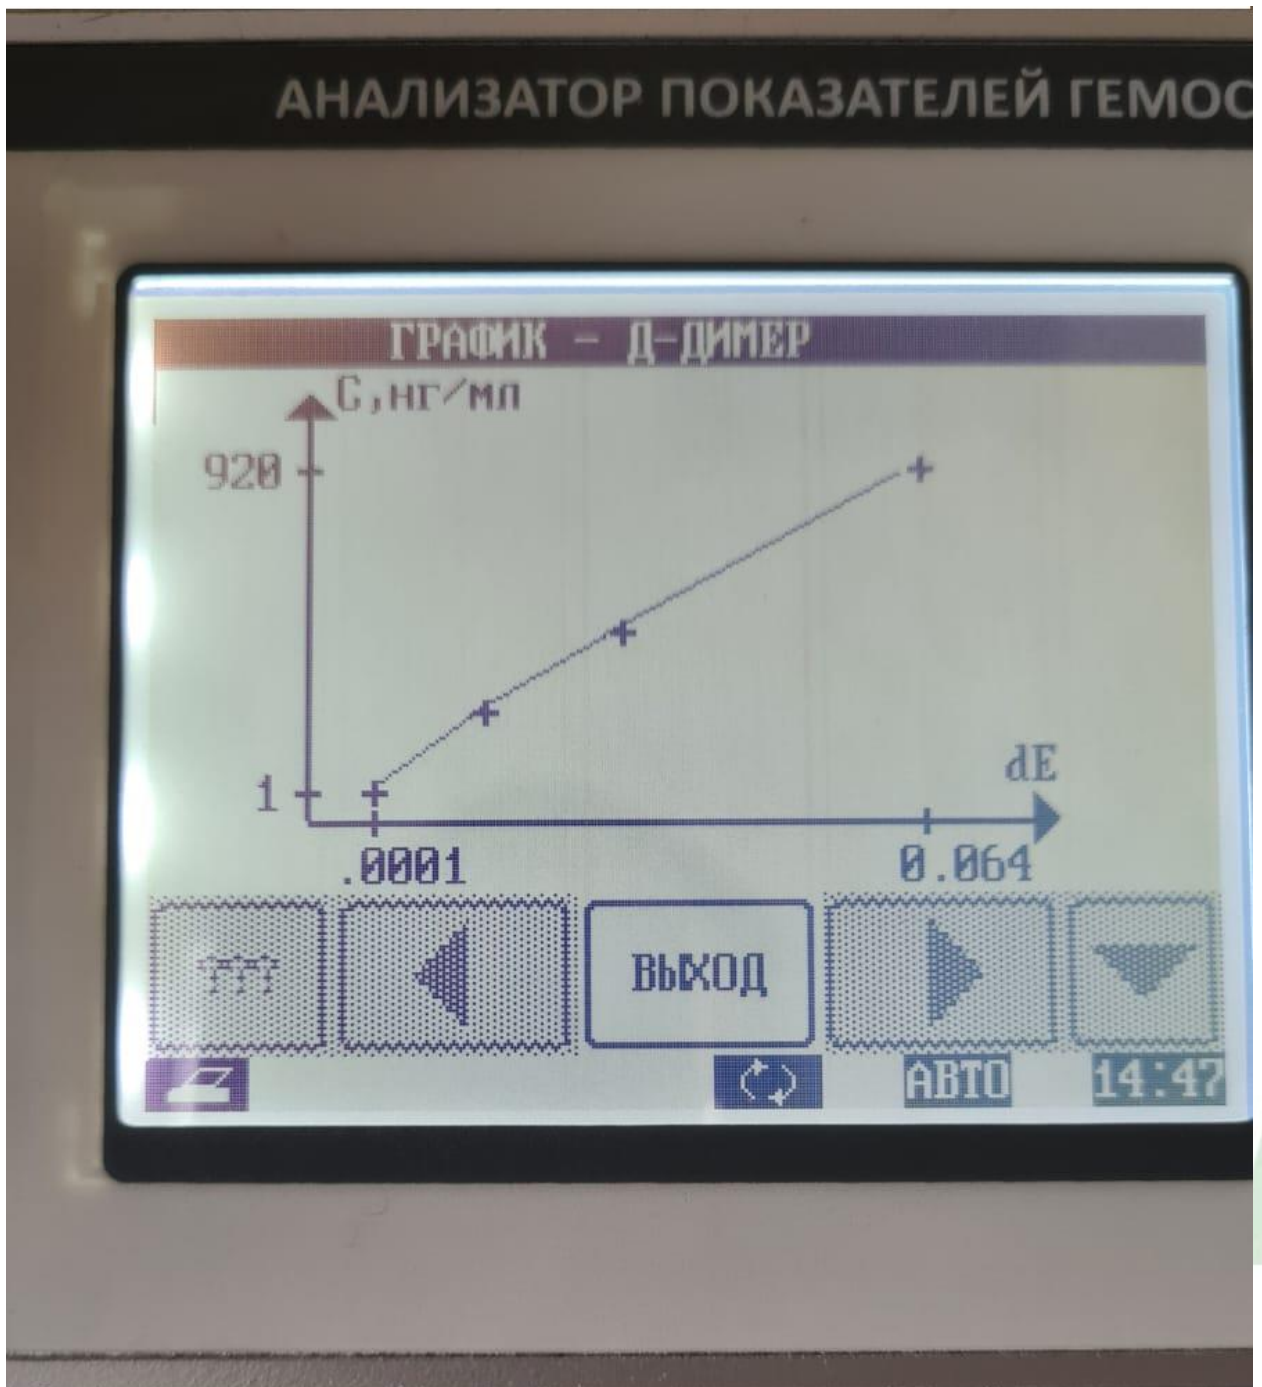 АНАЛИЗАТОР ПОКАЗАТЕЛЕЙ ГЕМОС
ГРАФИК - Д-ДИМЕР
С,нг/мл
920
1
dE
.0001
0.064
ВЫХОД
АВТО
14:47